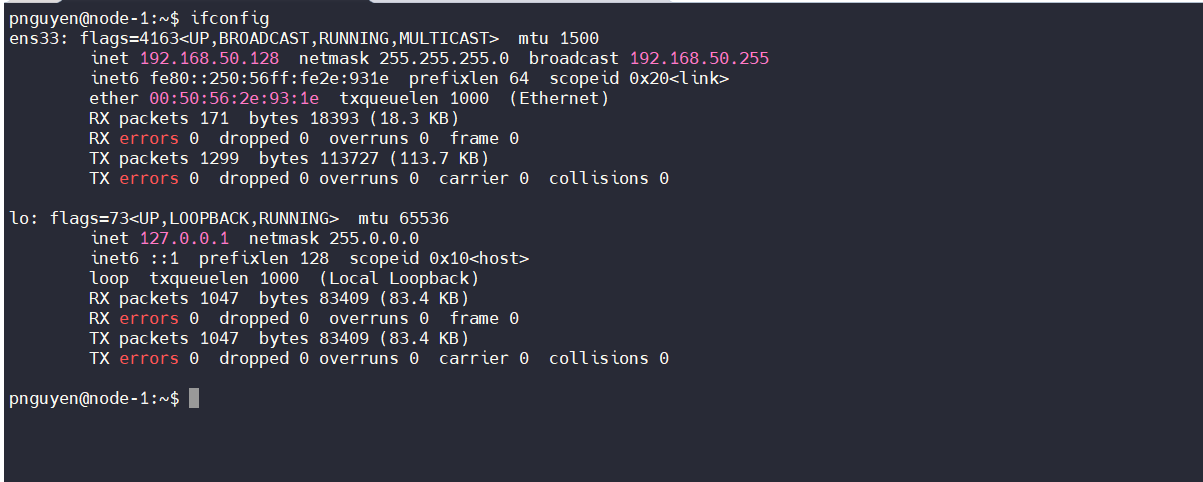 pnguyen@node-1:~$ ifconfig
ens33: flags=4163<UP,BROADCAST,RUNNING,MULTICAST>  mtu 1500
        inet 192.168.50.128  netmask 255.255.255.0  broadcast 192.168.50.255
        inet6 fe80::250:56ff:fe2e:931e  prefixlen 64  scopeid 0x20<link>
        ether 00:50:56:2e:93:1e  txqueuelen 1000  (Ethernet)
        RX packets 171  bytes 18393 (18.3 KB)
        RX errors 0  dropped 0  overruns 0  frame 0
        TX packets 1299  bytes 113727 (113.7 KB)
        TX errors 0  dropped 0 overruns 0  carrier 0  collisions 0

lo: flags=73<UP,LOOPBACK,RUNNING>  mtu 65536
        inet 127.0.0.1  netmask 255.0.0.0
        inet6 ::1  prefixlen 128  scopeid 0x10<host>
        loop  txqueuelen 1000  (Local Loopback)
        RX packets 1047  bytes 83409 (83.4 KB)
        RX errors 0  dropped 0  overruns 0  frame 0
        TX packets 1047  bytes 83409 (83.4 KB)
        TX errors 0  dropped 0 overruns 0  carrier 0  collisions 0

pnguyen@node-1:~$